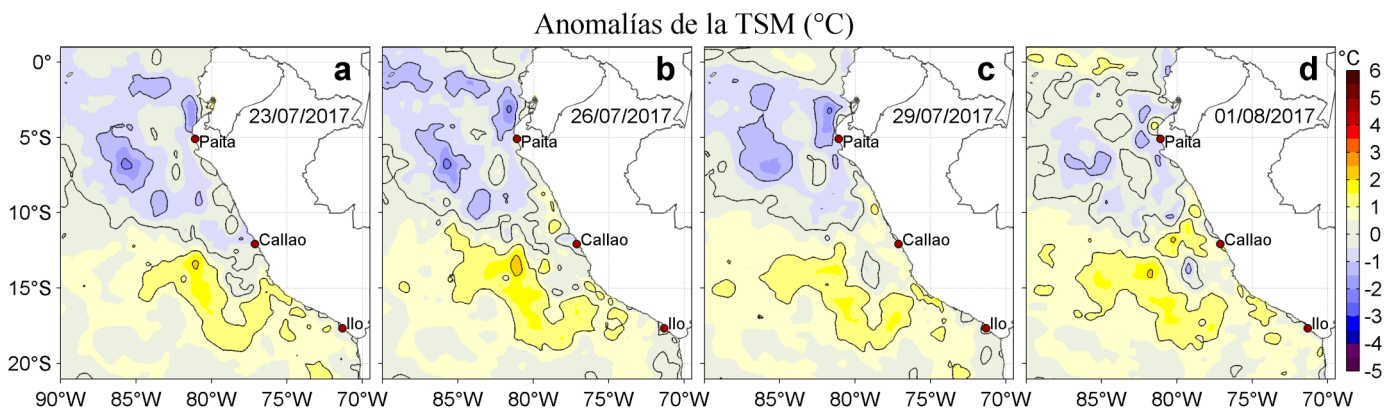 Anomalías de la TSM (°C)
a
23/07/2017
Paita
Callao
Ilo
b
26/07/2017
Paita
Callao
Ilo
c
29/07/2017
Paita
Callao
Ilo
d
01/08/2017
Paita
Callao
Ilo
0°
5°S
10°S
15°S
20°S
90°W 85°W 80°W 75°W 70°W 85°W 80°W 75°W 70°W 85°W 80°W 75°W 70°W 85°W 80°W 75°W 70°W
°C
6
5
4
3
2
1
0
-1
-2
-3
-4
-5